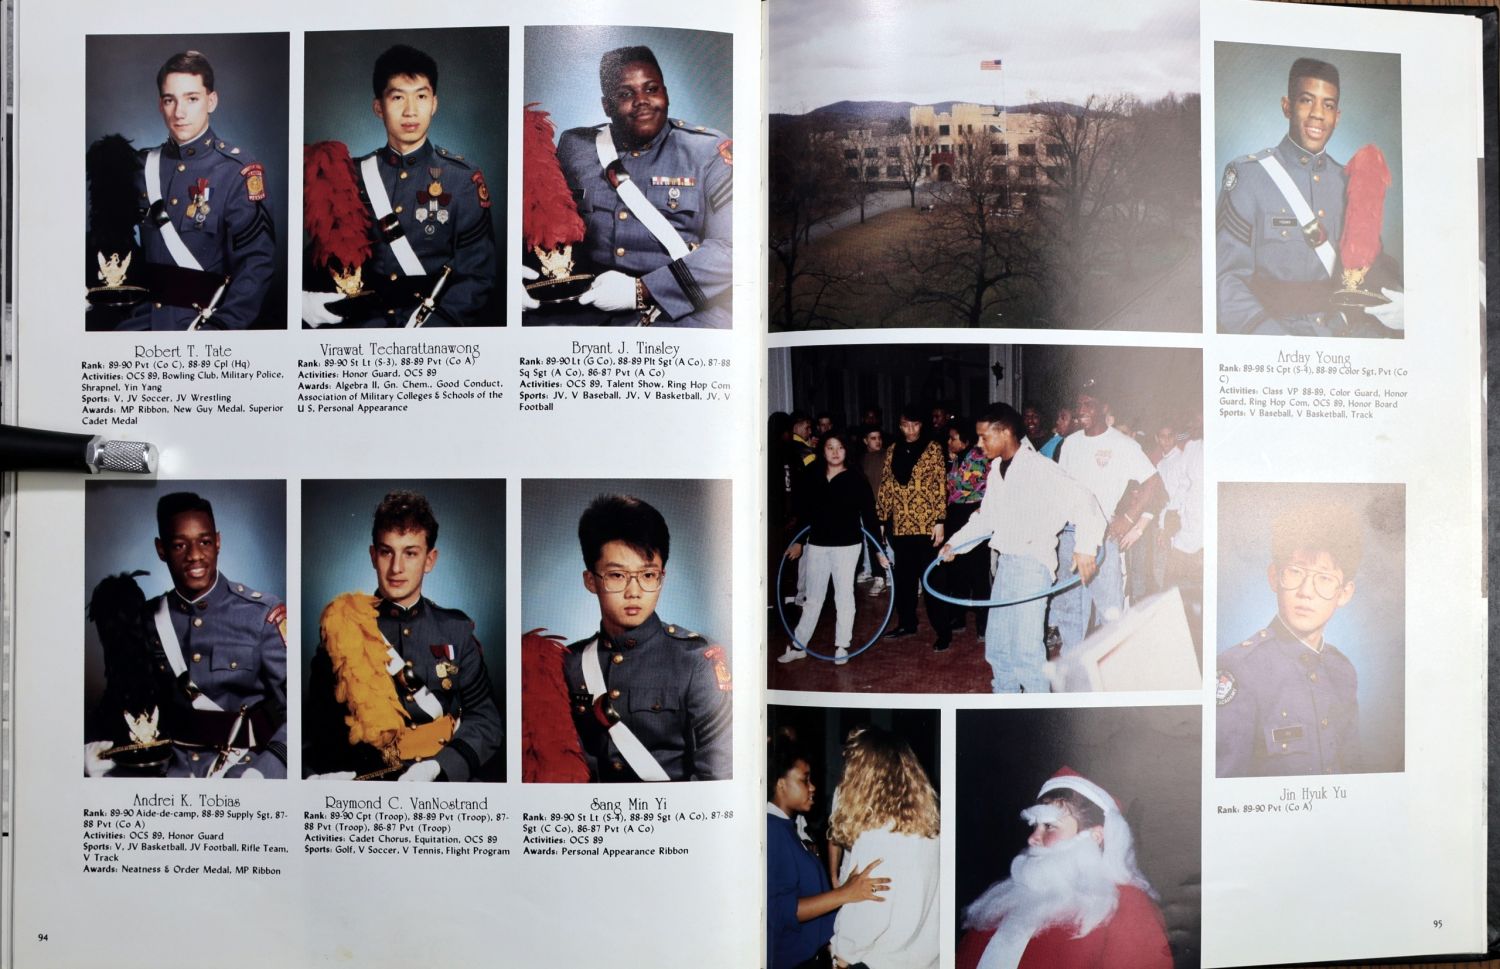 Robert T. Tate
Rank: 89-90 Pvt (Co C), 88-89 Cpl (Hq)
Activities: OCS 89, Bowling Club, Military Police,
Shrapnel, Yin Yang
Sports: V, JV Soccer, JV Wrestling
Awards: MP Ribbon, New Guy Medal, Superior
Cadet Medal
Virawat Techarattanawong
Rank: 89-90 St Lt (S-3), 88-89 Pvt (Co A)
Activities: Honor Guard, OCS 89
Awards: Algebra II, Gn. Chem., Good Conduct,
Association of Military Colleges & Schools of the
U S, Personal Appearance
Bryant J. Tinsley
Rank: 89-90 Lt (G Co), 88-89 Plt Sgt (A Co), 87-88
Sq Sgt (A Co), 86-87 Pvt (A Co)
Activities: OCS 89, Talent Show, Ring Hop Com
Sports: JV, V Baseball, JV, V Basketball, JV, V
Football
Andrei K. Tobias
Rank: 89-90 Aide-de-camp, 88-89 Supply Sgt, 87-
88 Pvt (Co A)
Activities: OCS 89, Honor Guard
Sports: V, JV Basketball, JV Football, Rifle Team,
V Track
Awards: Neatness & Order Medal, MP Ribbon
Raymond C. VanNostrand
Rank: 89-90 Cpt (Troop), 88-89 Pvt (Troop), 87-
88 Pvt (Troop), 86-87 Pvt (Troop)
Activities: Cadet Chorus, Equitation, OCS 89
Sports: Golf, V Soccer, V Tennis, Flight Program
Sang Min Yi
Rank: 89-90 St Lt (S-4), 88-89 Sgt (A Co), 87-88
Sgt (C Co), 86-87 Pvt (A Co)
Activities: OCS 89
Awards: Personal Appearance Ribbon
94
Arday Young
Rank: 89-98 St Cpt (S-4), 88-89 Color Sgt, Pvt (Co
C)
Activities: Class VP 88-89, Color Guard, Honor
Guard, Ring Hop Com, OCS 89, Honor Board
Sports: V Baseball, V Basketball, Track
Jin Hyuk Yu
Rank: 89-90 Pvt (Co A)
95